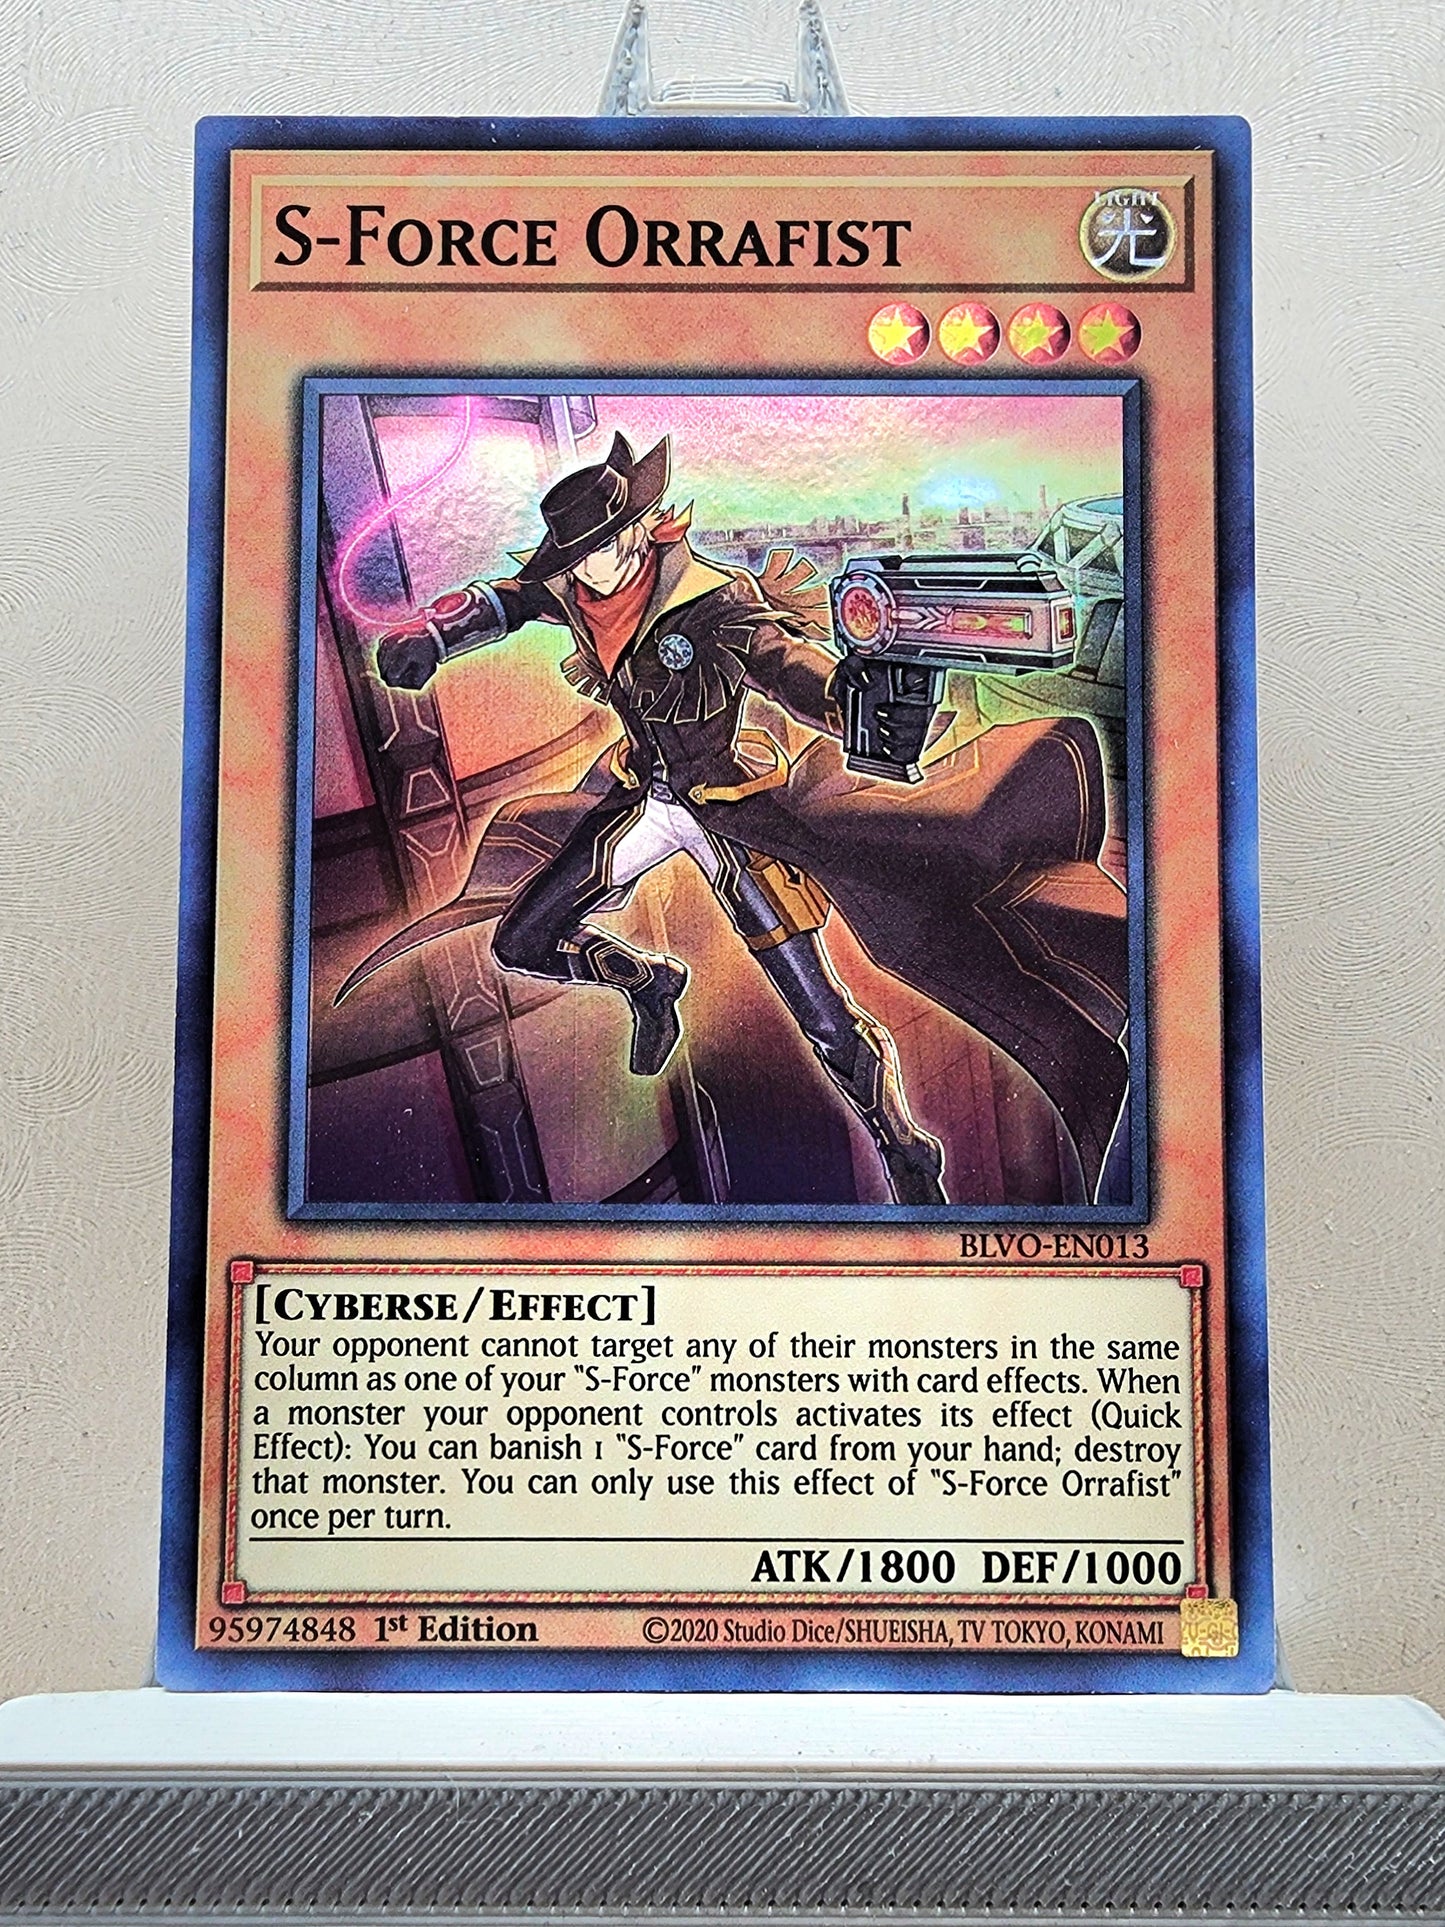 S-Force Orrafist
LIGHT
光
BLVO-EN013
[Cyberse/Effect]
Your opponent cannot target any of their monsters in the same
column as one of your "S-Force" monsters with card effects. When
a monster your opponent controls activates its effect (Quick
Effect): You can banish 1 "S-Force" card from your hand; destroy
that monster. You can only use this effect of "S-Force Orrafist"
once per turn.
ATK/1800 DEF/1000
95974848 1st Edition ©2020 Studio Dice/SHUEISHA, TV TOKYO, KONAMI